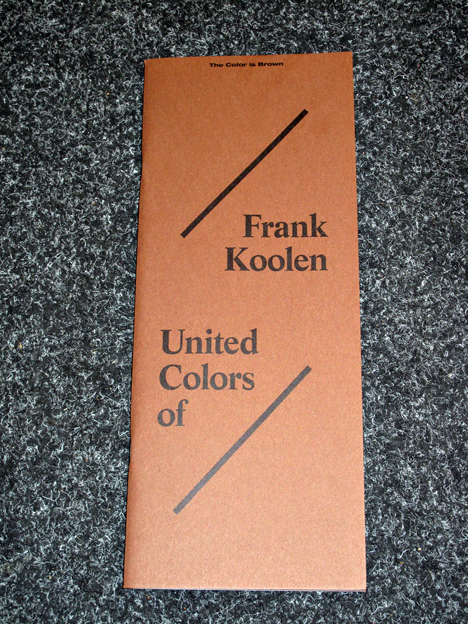 The Color is Brown
Frank
Koolen
United
Colors
of